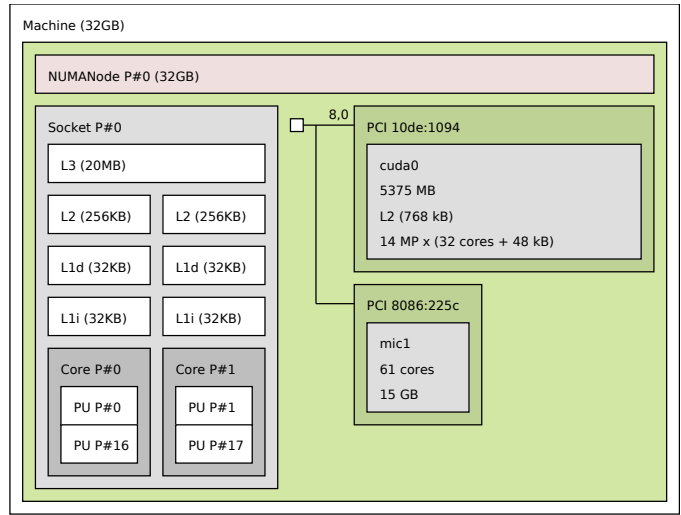 Machine (32GB)
NUMANode P#0 (32GB)
Socket P#0
L3 (20MB)
L2 (256KB)
L2 (256KB)
L1d (32KB)
L1d (32KB)
L1i (32KB)
L1i (32KB)
Core P#0
PU P#0
PU P#16
Core P#1
PU P#1
PU P#17
8,0
PCI 10de:1094
cuda0
5375 MB
L2 (768 kB)
14 MP x (32 cores + 48 kB)
PCI 8086:225c
mic1
61 cores
15 GB